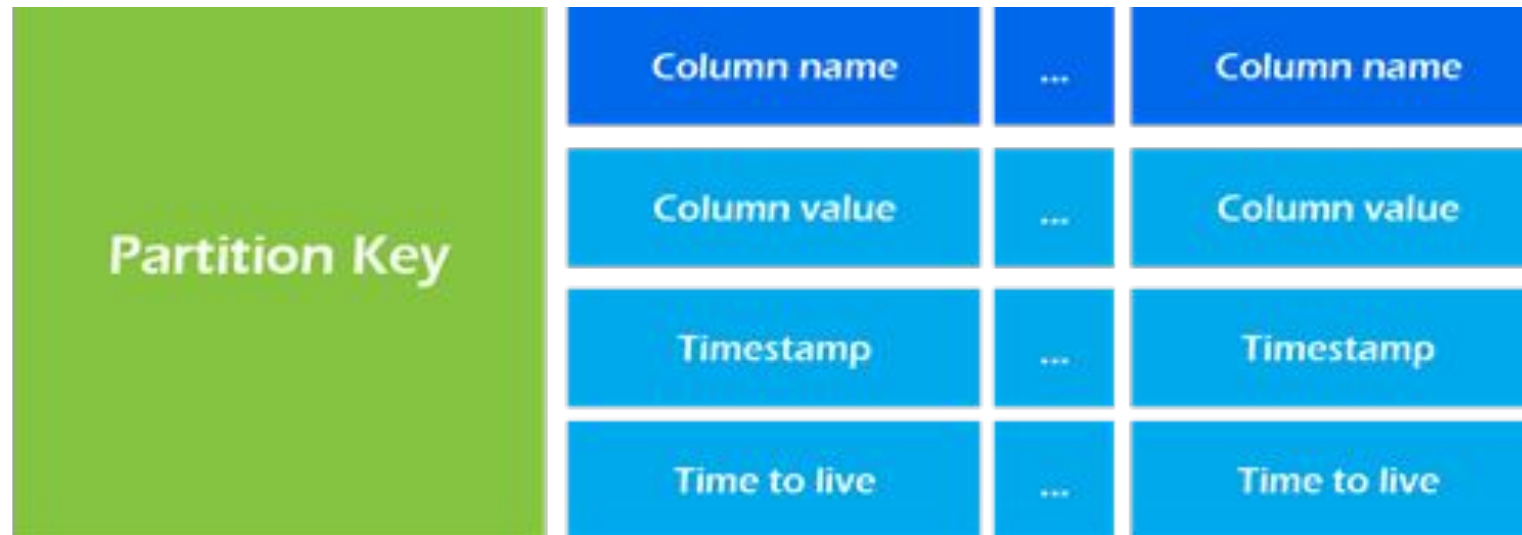 Partition Key
Column name ... Column name
Column value ... Column value
Timestamp ... Timestamp
Time to live ... Time to live